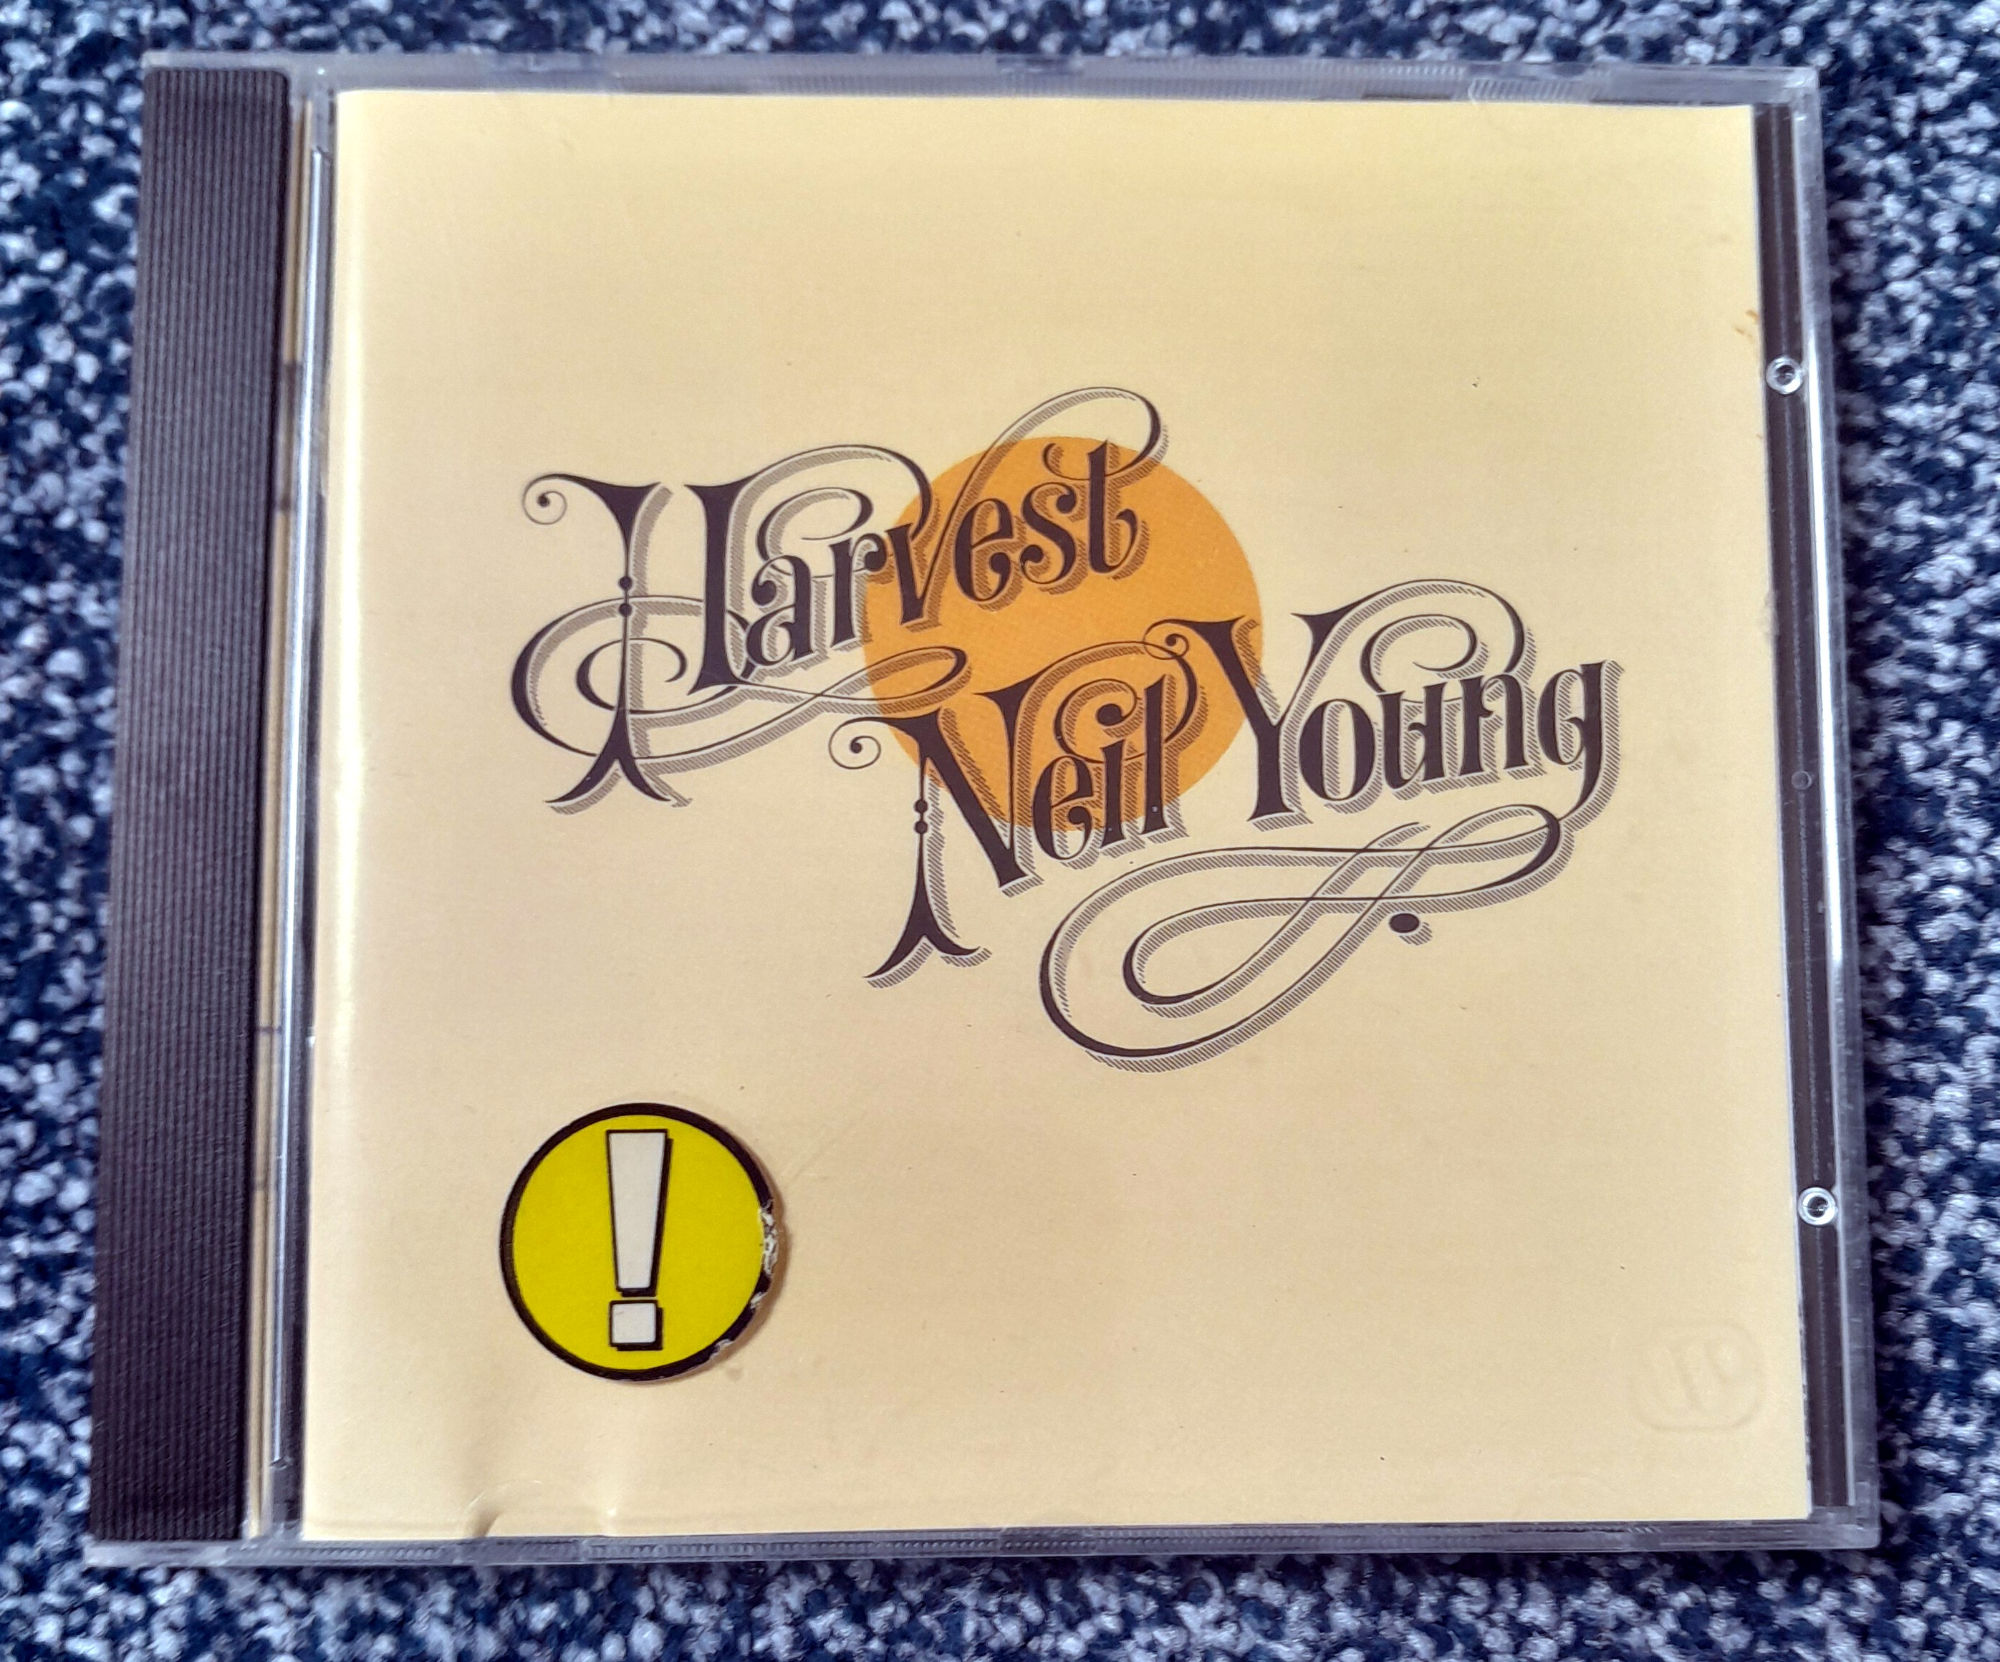 Harvest
Neil Young
!